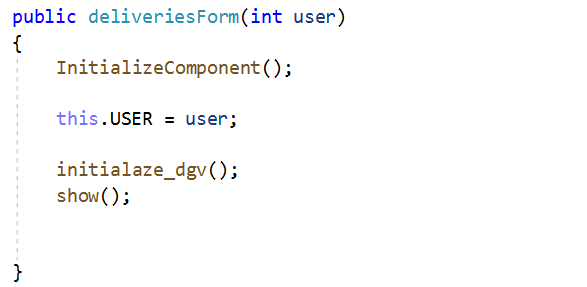 public deliveriesForm(int user)
{
InitializeComponent();
this.USER = user;
initialaze_dgv();
show();
}